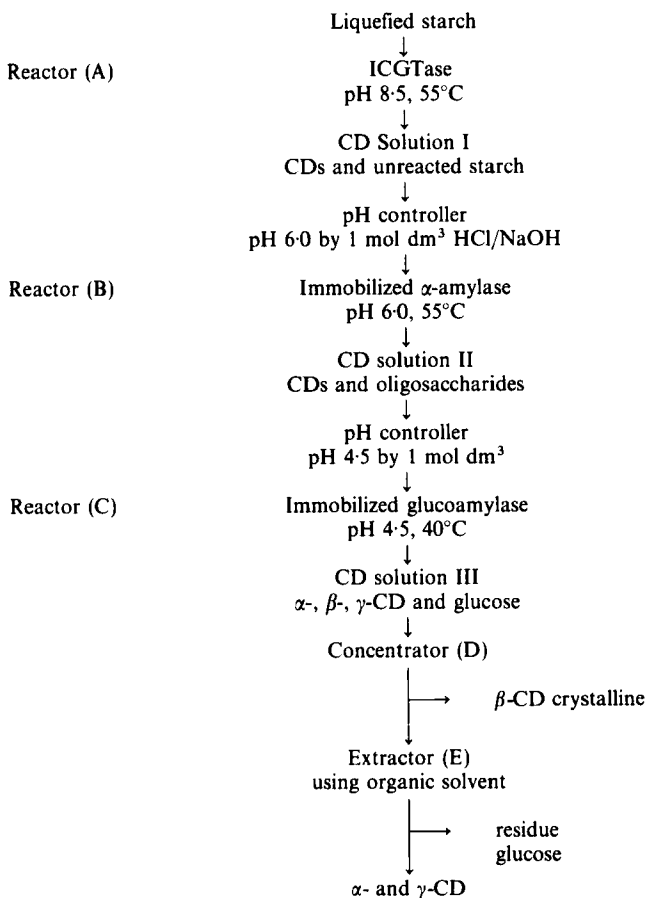 Liquefied starch
Reactor (A)
ICGTase
pH 8·5, 55°C
CD Solution I
CDs and unreacted starch
pH controller
pH 6·0 by 1 mol dm³ HCl/NaOH
Reactor (B)
Immobilized α-amylase
pH 6·0, 55°C
CD solution II
CDs and oligosaccharides
pH controller
pH 4·5 by 1 mol dm³
Reactor (C)
Immobilized glucoamylase
pH 4·5, 40°C
CD solution III
α-, β-, γ-CD and glucose
Concentrator (D)
β-CD crystalline
Extractor (E)
using organic solvent
residue
glucose
α- and γ-CD